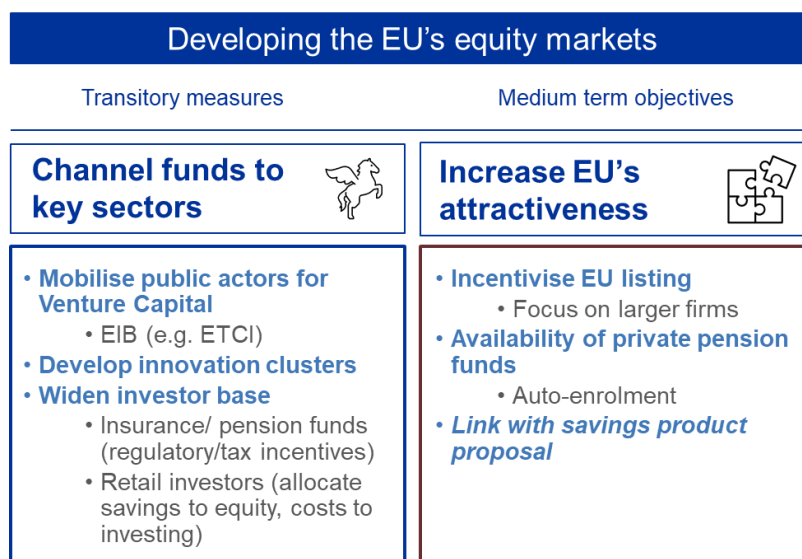 Developing the EU's equity markets
Transitory measures
Medium term objectives
Channel funds to
key sectors
Increase EU's
attractiveness
• Mobilise public actors for
Venture Capital
• EIB (e.g. ETCI)
• Develop innovation clusters
• Widen investor base
• Insurance/ pension funds
(regulatory/tax incentives)
• Retail investors (allocate
savings to equity, costs to
investing)
• Incentivise EU listing
• Focus on larger firms
• Availability of private pension
funds
• Auto-enrolment
• Link with savings product
proposal